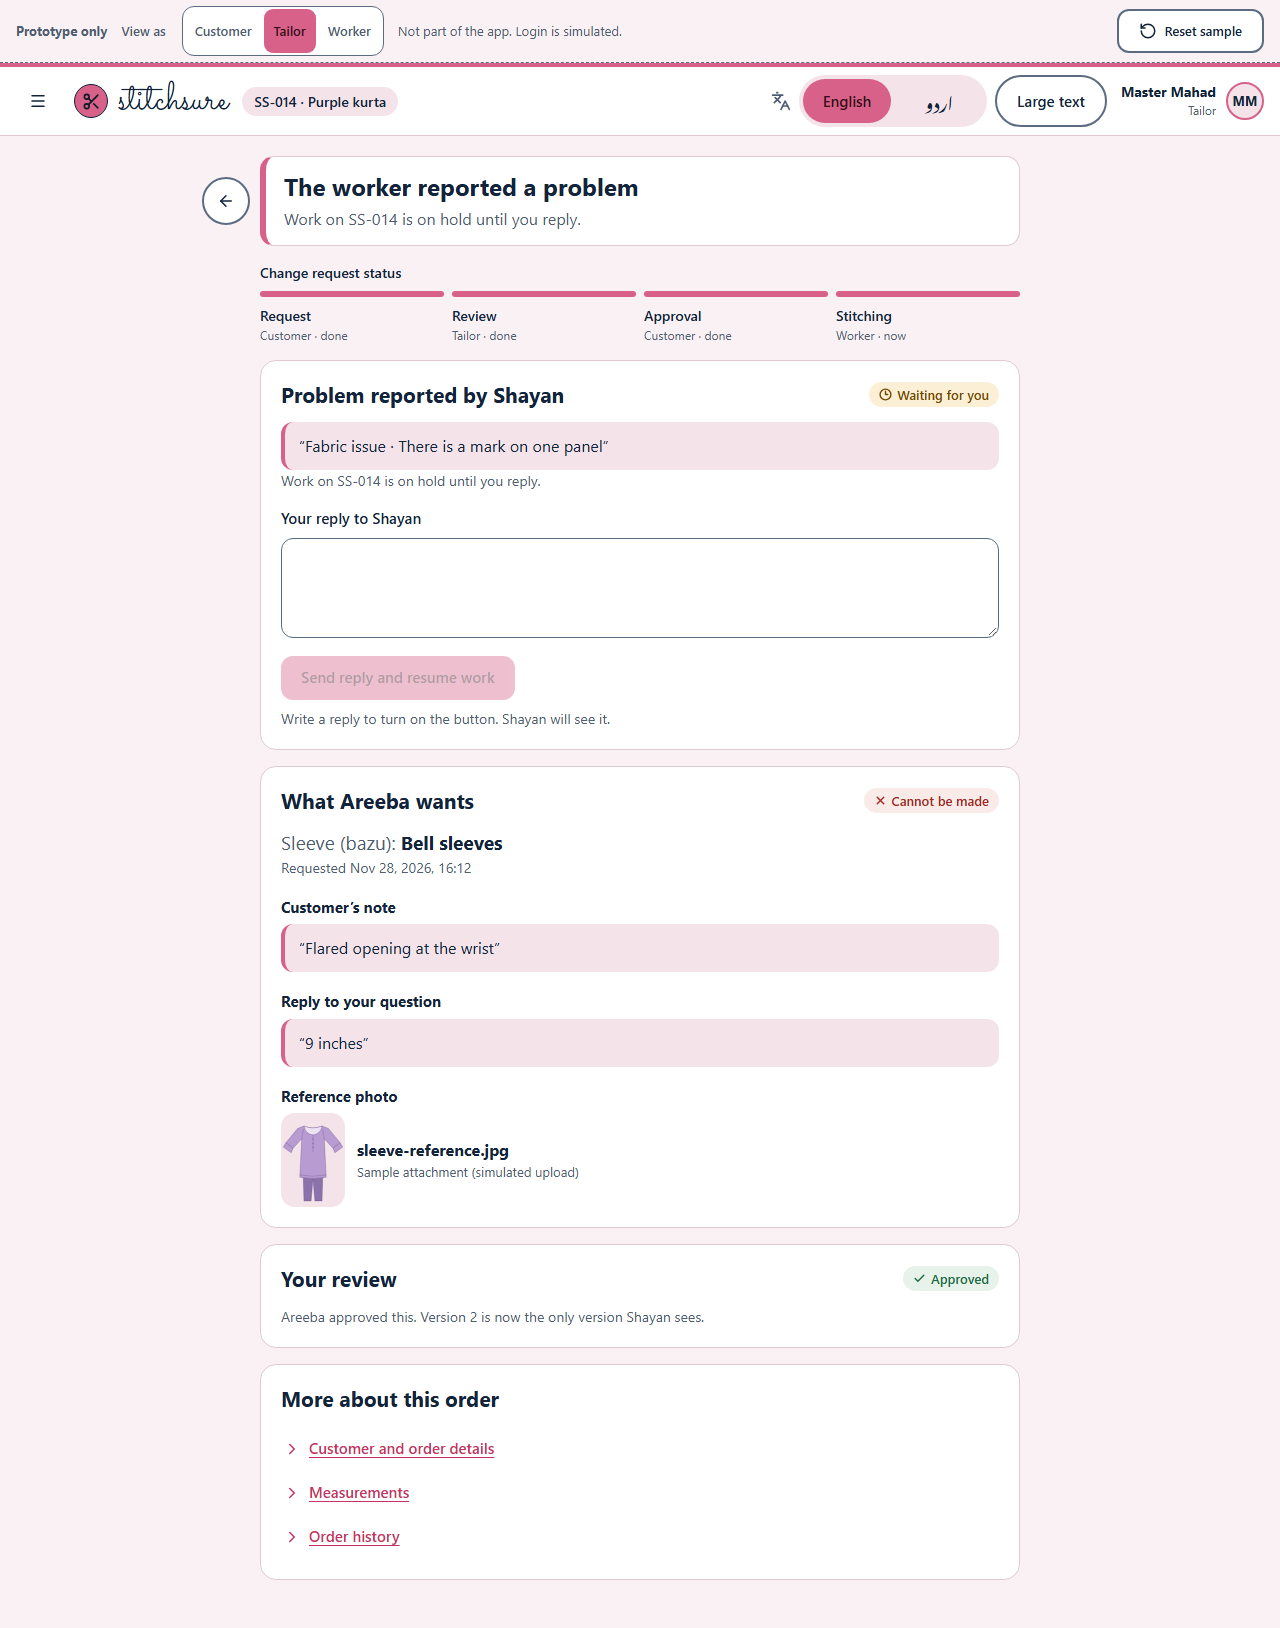 Prototype only View as Customer Tailor Worker Not part of the app. Login is simulated. Reset sample
stitchsure SS-014 · Purple kurta English اردو Large text Master Mahad MM
Tailor
The worker reported a problem
Work on SS-014 is on hold until you reply.
Change request status
Request Review Approval Stitching
Customer · done Tailor · done Customer · done Worker · now
Problem reported by Shayan Waiting for you
“Fabric issue · There is a mark on one panel”
Work on SS-014 is on hold until you reply.
Your reply to Shayan
Send reply and resume work
Write a reply to turn on the button. Shayan will see it.
What Areeba wants Cannot be made
Sleeve (bazu): Bell sleeves
Requested Nov 28, 2026, 16:12
Customer’s note
“Flared opening at the wrist”
Reply to your question
“9 inches”
Reference photo
sleeve-reference.jpg
Sample attachment (simulated upload)
Your review Approved
Areeba approved this. Version 2 is now the only version Shayan sees.
More about this order
Customer and order details
Measurements
Order history